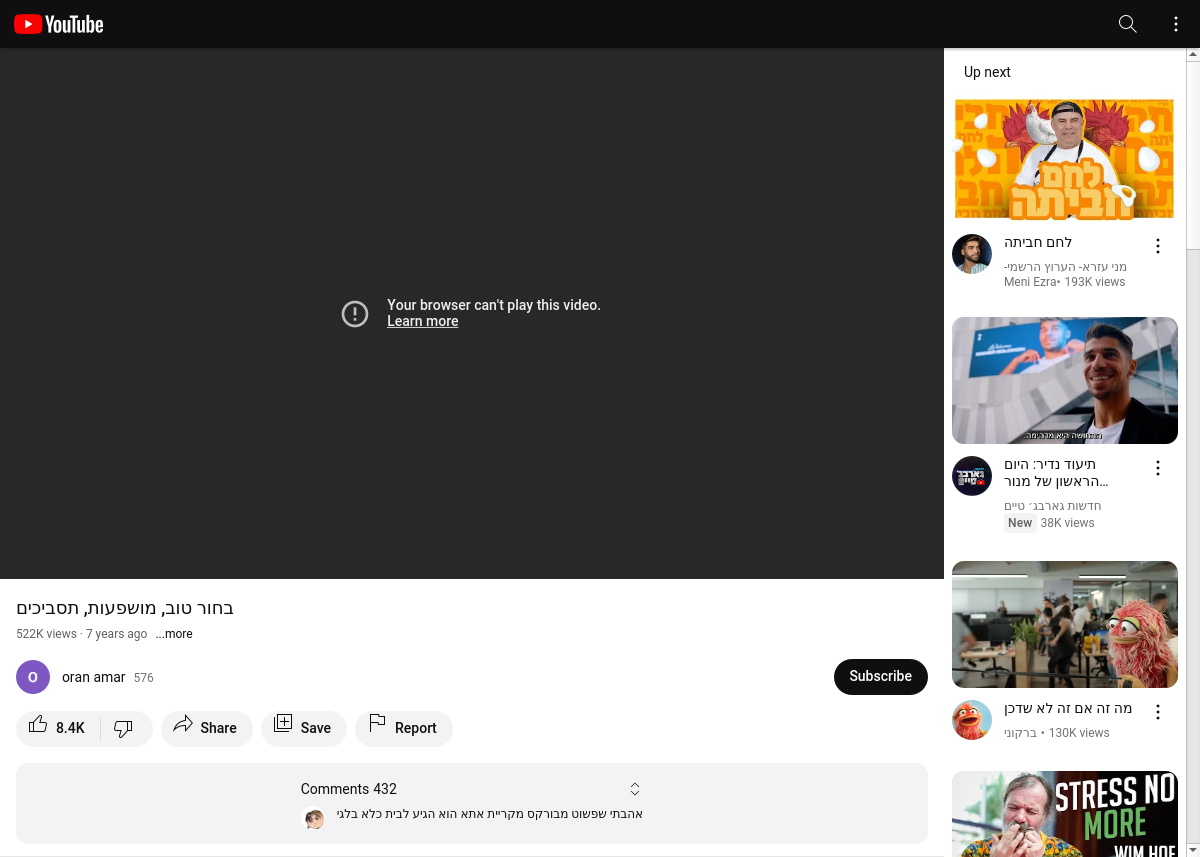 YouTube
Your browser can't play this video.
Learn more
בחור טוב, מושפעות, תסביכים
522K views · 7 years ago ...more
O
oran amar 576
Subscribe
8.4K
Share
Save
Report
Comments 432
אהבתי שפשוט מבורקס מקריית אתא הוא הגיע לבית כלא בלגי
Up next
לחם
חביתה
לחם חביתה
מני עזרא- הערוץ הרשמי-
Meni Ezra• 193K views
התחושה היא מדהימה.
תיעוד נדיר: היום
הראשון של מנור...
חדשות גארבג׳ טיים
New 38K views
מה זה אם זה לא שדכן
ברקוני • 130K views
STRESS NO
MORE
WIM HOF